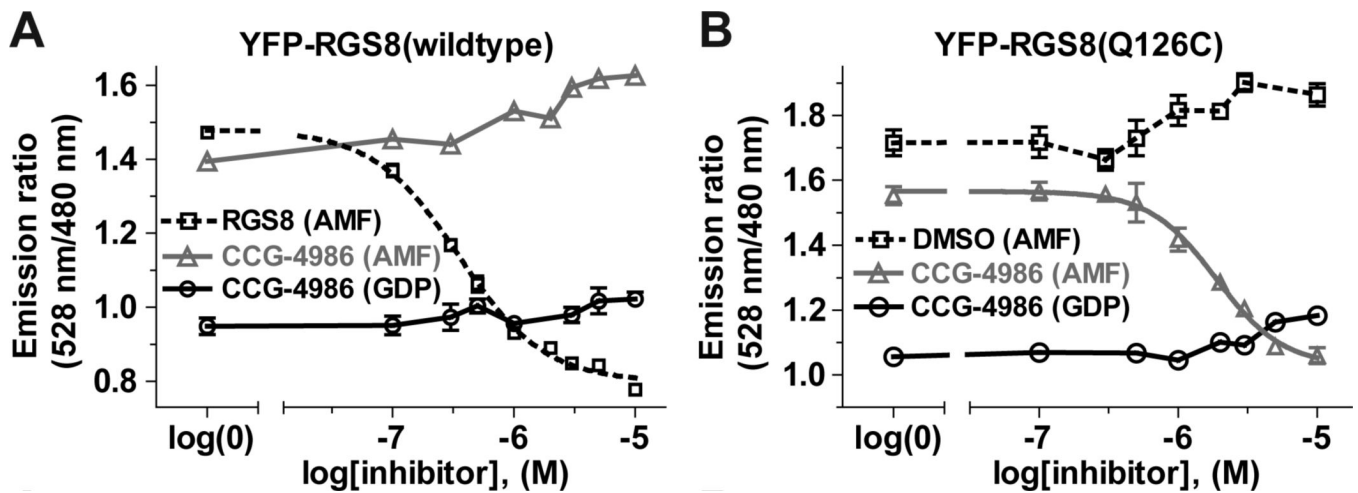 A
YFP-RGS8(wildtype)
Emission ratio
(528 nm/480 nm)
1.6
1.4
1.2
1.0
0.8
RGS8 (AMF)
CCG-4986 (AMF)
CCG-4986 (GDP)
log(0)
-7
-6
-5
log[inhibitor], (M)
B
YFP-RGS8(Q126C)
Emission ratio
(528 nm/480 nm)
1.8
1.6
1.4
1.2
1.0
DMSO (AMF)
CCG-4986 (AMF)
CCG-4986 (GDP)
log(0)
-7
-6
-5
log[inhibitor], (M)